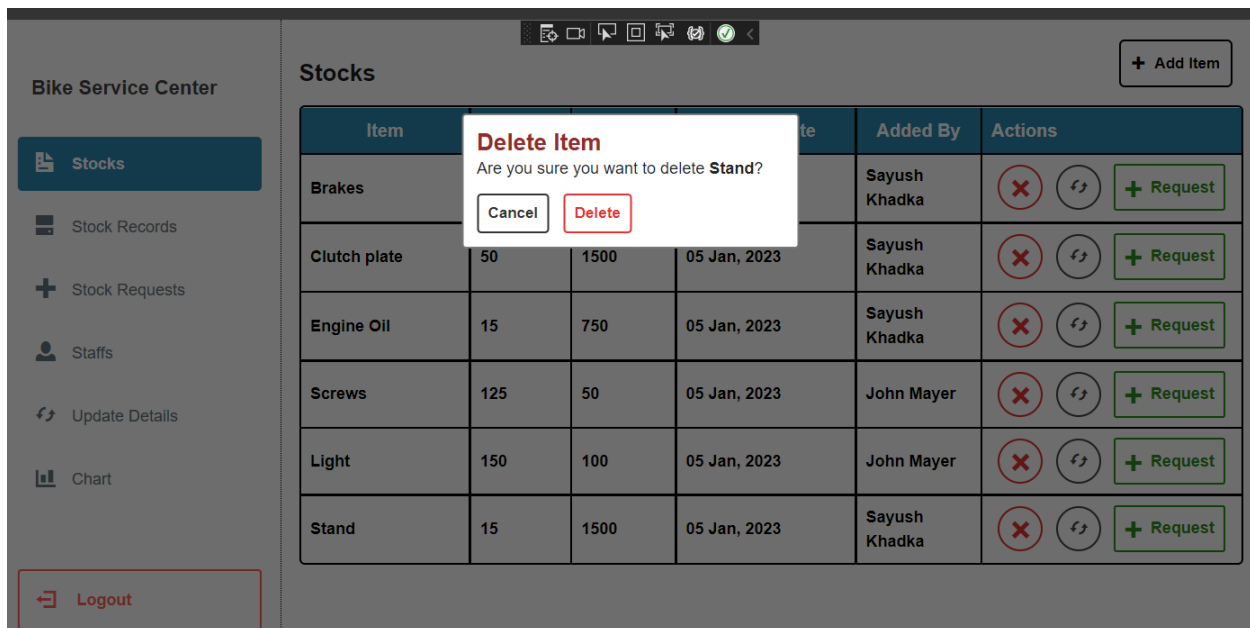 Bike Service Center
Stocks
Stock Records
Stock Requests
Staffs
Update Details
Chart
Logout
Stocks
+ Add Item
Item te Added By Actions
Brakes Sayush Khadka + Request
Clutch plate 50 1500 05 Jan, 2023 Sayush Khadka + Request
Engine Oil 15 750 05 Jan, 2023 Sayush Khadka + Request
Screws 125 50 05 Jan, 2023 John Mayer + Request
Light 150 100 05 Jan, 2023 John Mayer + Request
Stand 15 1500 05 Jan, 2023 Sayush Khadka + Request
Delete Item
Are you sure you want to delete Stand?
Cancel Delete